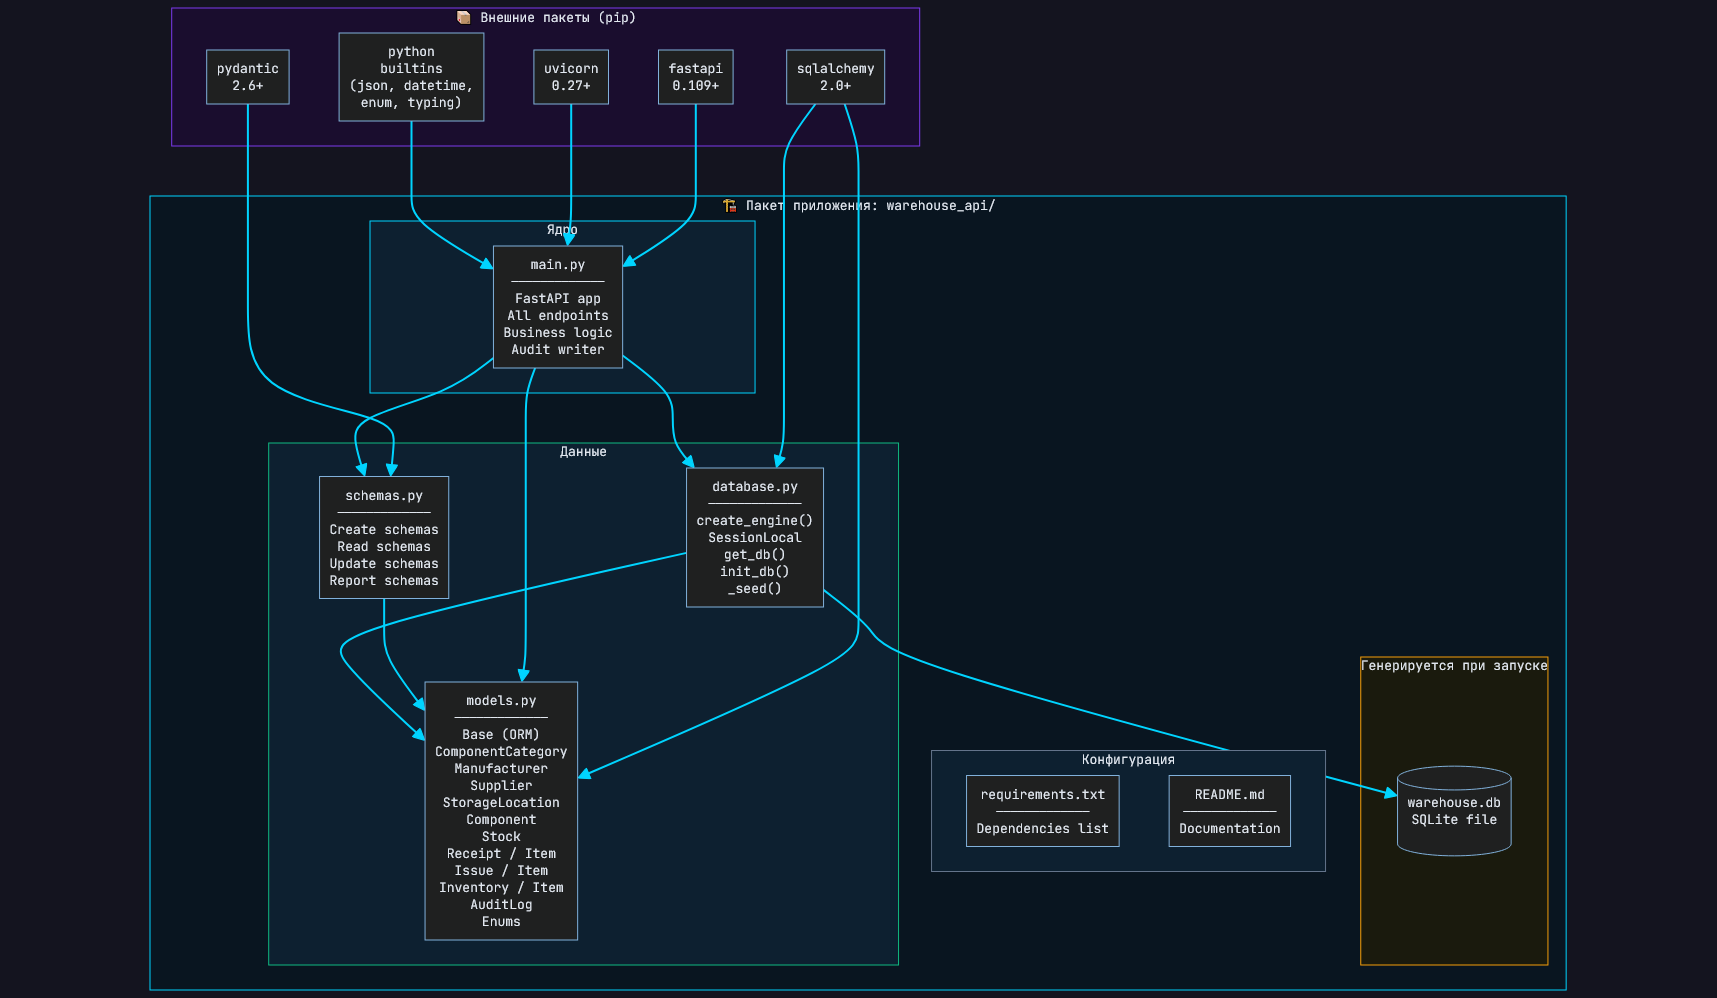 📦 Внешние пакеты (pip)
pydantic
2.6+
python
builtins
(json, datetime,
enum, typing)
uvicorn
0.27+
fastapi
0.109+
sqlalchemy
2.0+
🏗️ Пакет приложения: warehouse_api/
Ядро
main.py
FastAPI app
All endpoints
Business logic
Audit writer
Данные
schemas.py
Create schemas
Read schemas
Update schemas
Report schemas
database.py
create_engine()
SessionLocal
get_db()
init_db()
_seed()
models.py
Base (ORM)
ComponentCategory
Manufacturer
Supplier
StorageLocation
Component
Stock
Receipt / Item
Issue / Item
Inventory / Item
AuditLog
Enums
Конфигурация
requirements.txt
Dependencies list
README.md
Documentation
Генерируется при запуске
warehouse.db
SQLite file